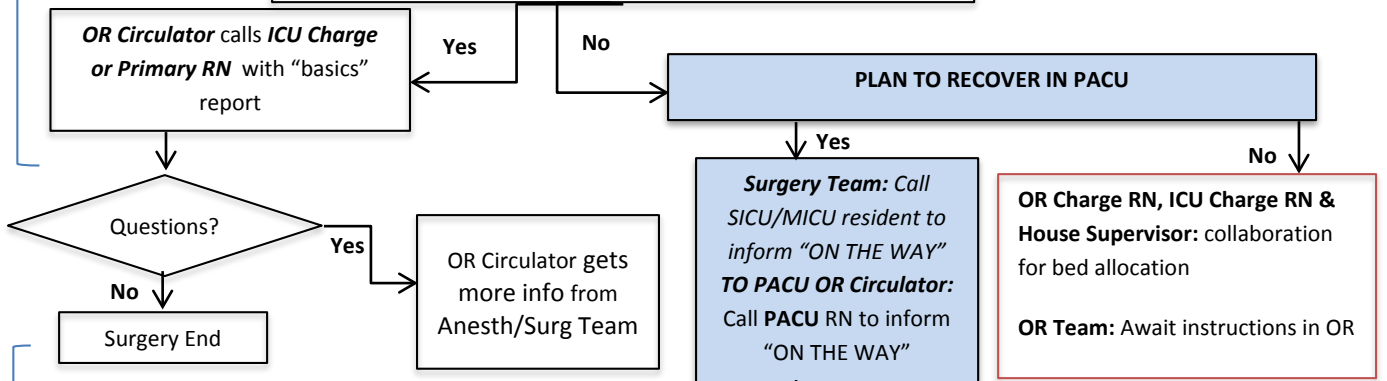 OR Circulator calls ICU Charge
or Primary RN with “basics”
report
Yes
No
PLAN TO RECOVER IN PACU
Yes
No
Questions?
Yes
No
Surgery End
OR Circulator gets
more info from
Anesth/Surg Team
Surgery Team: Call
SICU/MICU resident to
inform “ON THE WAY”
TO PACU OR Circulator:
Call PACU RN to inform
“ON THE WAY”
OR Charge RN, ICU Charge RN &
House Supervisor: collaboration
for bed allocation
OR Team: Await instructions in OR